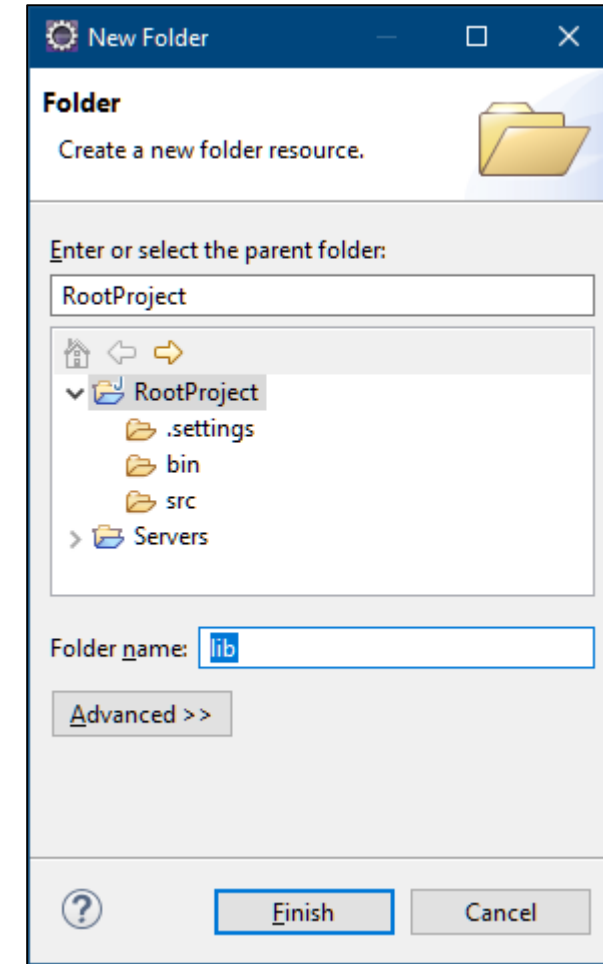 New Folder
Folder
Create a new folder resource.
Enter or select the parent folder:
RootProject
RootProject
.settings
bin
src
Servers
Folder name: lib
Advanced >>
? Finish Cancel